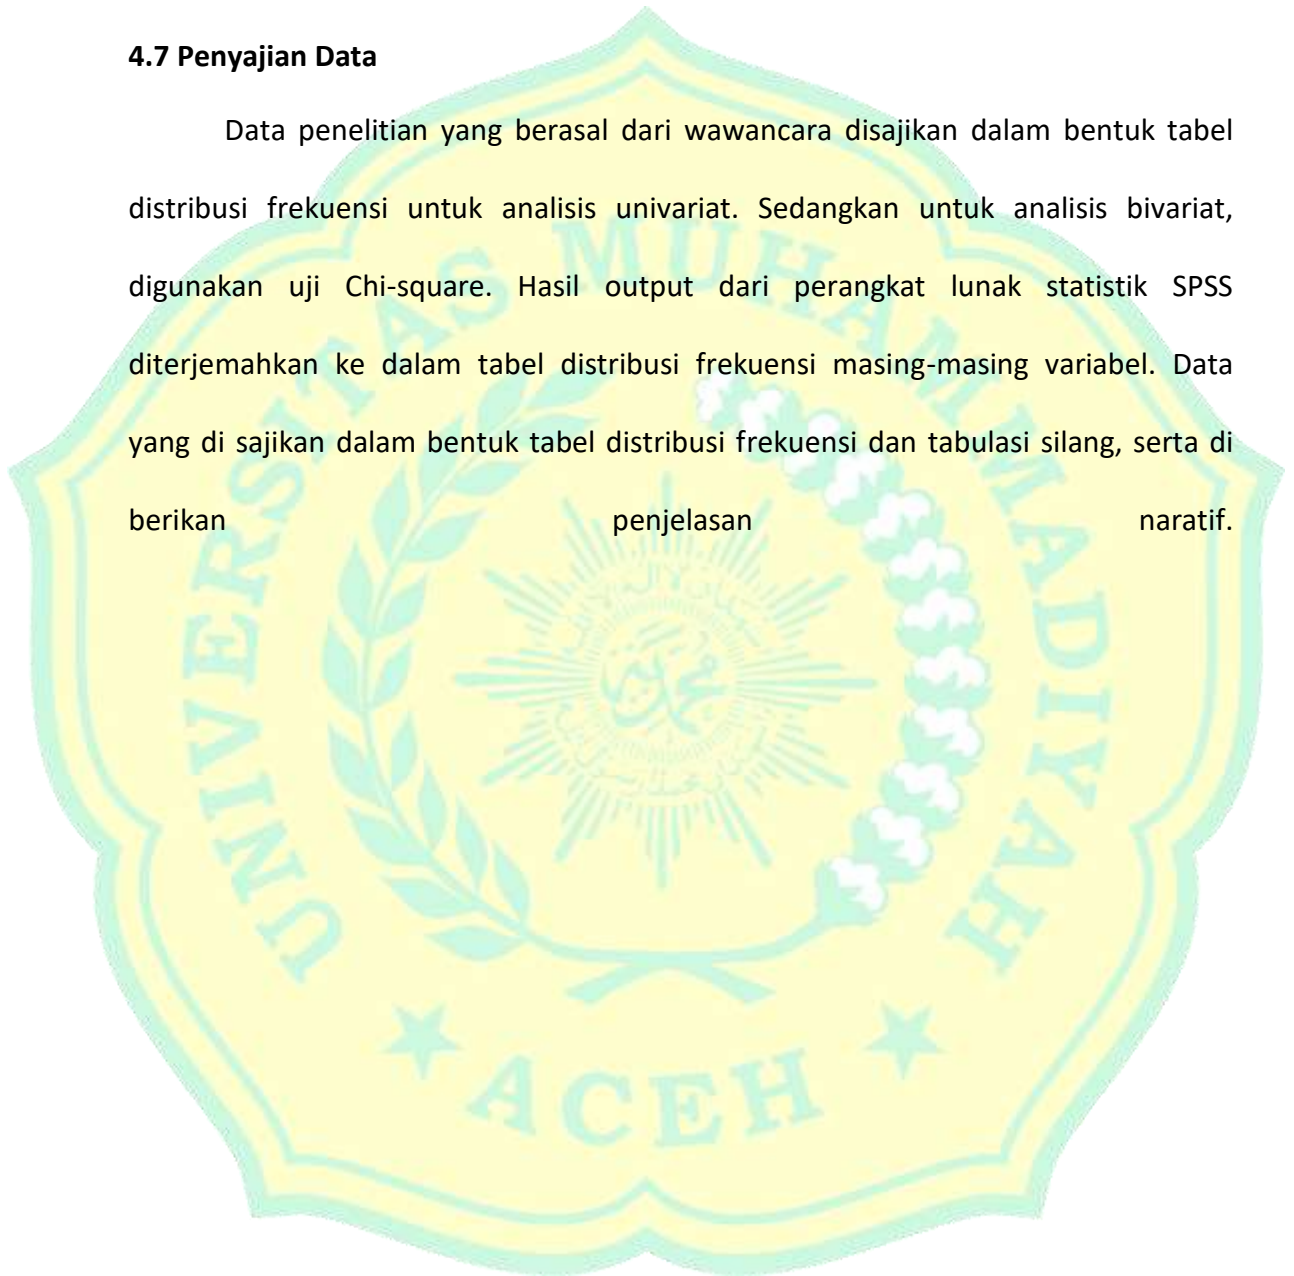 4.7 Penyajian Data
Data penelitian yang berasal dari wawancara disajikan dalam bentuk tabel
distribusi frekuensi untuk analisis univariat. Sedangkan untuk analisis bivariat,
digunakan uji Chi-square. Hasil output dari perangkat lunak statistik SPSS
diterjemahkan ke dalam tabel distribusi frekuensi masing-masing variabel. Data
yang di sajikan dalam bentuk tabel distribusi frekuensi dan tabulasi silang, serta di
berikan penjelasan naratif.
UNIVERSITAS MUHAMMADIYAH
ACEH